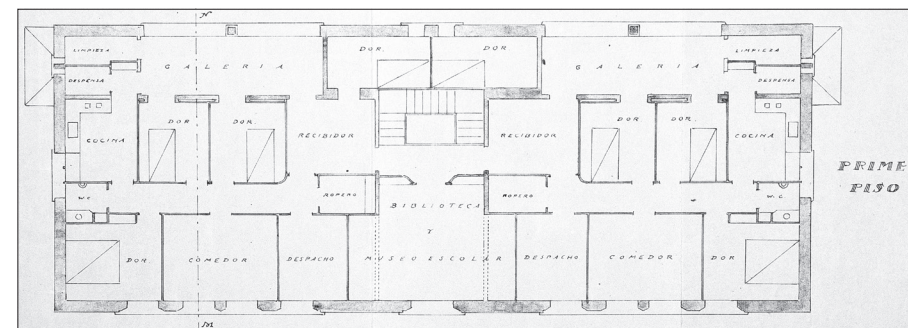 N
LIMPIEZA
DESPENSA
GALERIA
DOR.
DOR
GALERIA
LIMPIEZA
DESPENSA
COCINA
DOR
DOR.
RECIBIDOR
RECIBIDOR
DOR
DOR.
COCINA
PRIME
PISO
W.C
ROPERO
BIBLIOTECA
Y
MUSEO ESCOLAR
ROPERO
W.C
DOR.
COMEDOR
DESPACHO
DESPACHO
COMEDOR
DOR
M